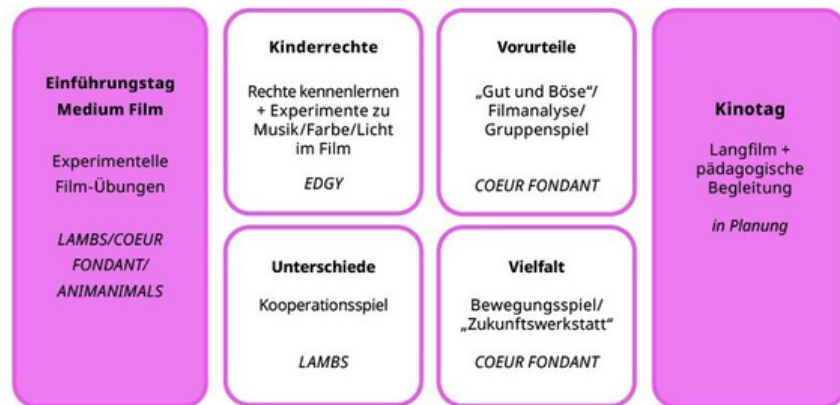 Einführungstag
Medium Film
Experimentelle
Film-Übungen
LAMBS/COEUR
FONDANT/
ANIMANIMALS
Kinderrechte
Rechte kennenlernen
+ Experimente zu
Musik/Farbe/Licht
im Film
EDGY
Vorurteile
„Gut und Böse“/
Filmanalyse/
Gruppenspiel
COEUR FONDANT
Unterschiede
Kooperationsspiel
LAMBS
Vielfalt
Bewegungsspiel/
„Zukunftswerkstatt“
COEUR FONDANT
Kinotag
Langfilm +
pädagogische
Begleitung
in Planung